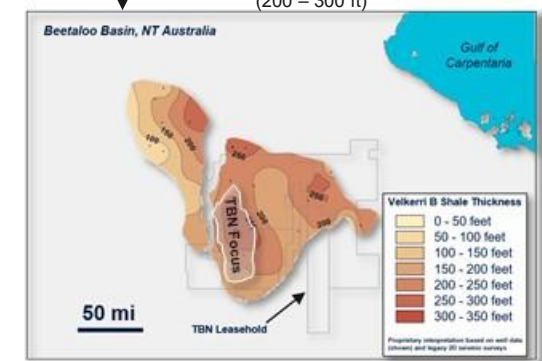 (200 – 300 ft)
Beetaloo Basin, NT Australia
Gulf of
Carpentaria
100
150
200
250
250
200
300
TBN Focus
Velkerri B Shale Thickness
0 - 50 feet
50 - 100 feet
100 - 150 feet
150 - 200 feet
200 - 250 feet
250 - 300 feet
300 - 350 feet
50 mi
TBN Leasehold
Proprietary interpretation based on well data
(shown) and legacy 2D seismic surveys